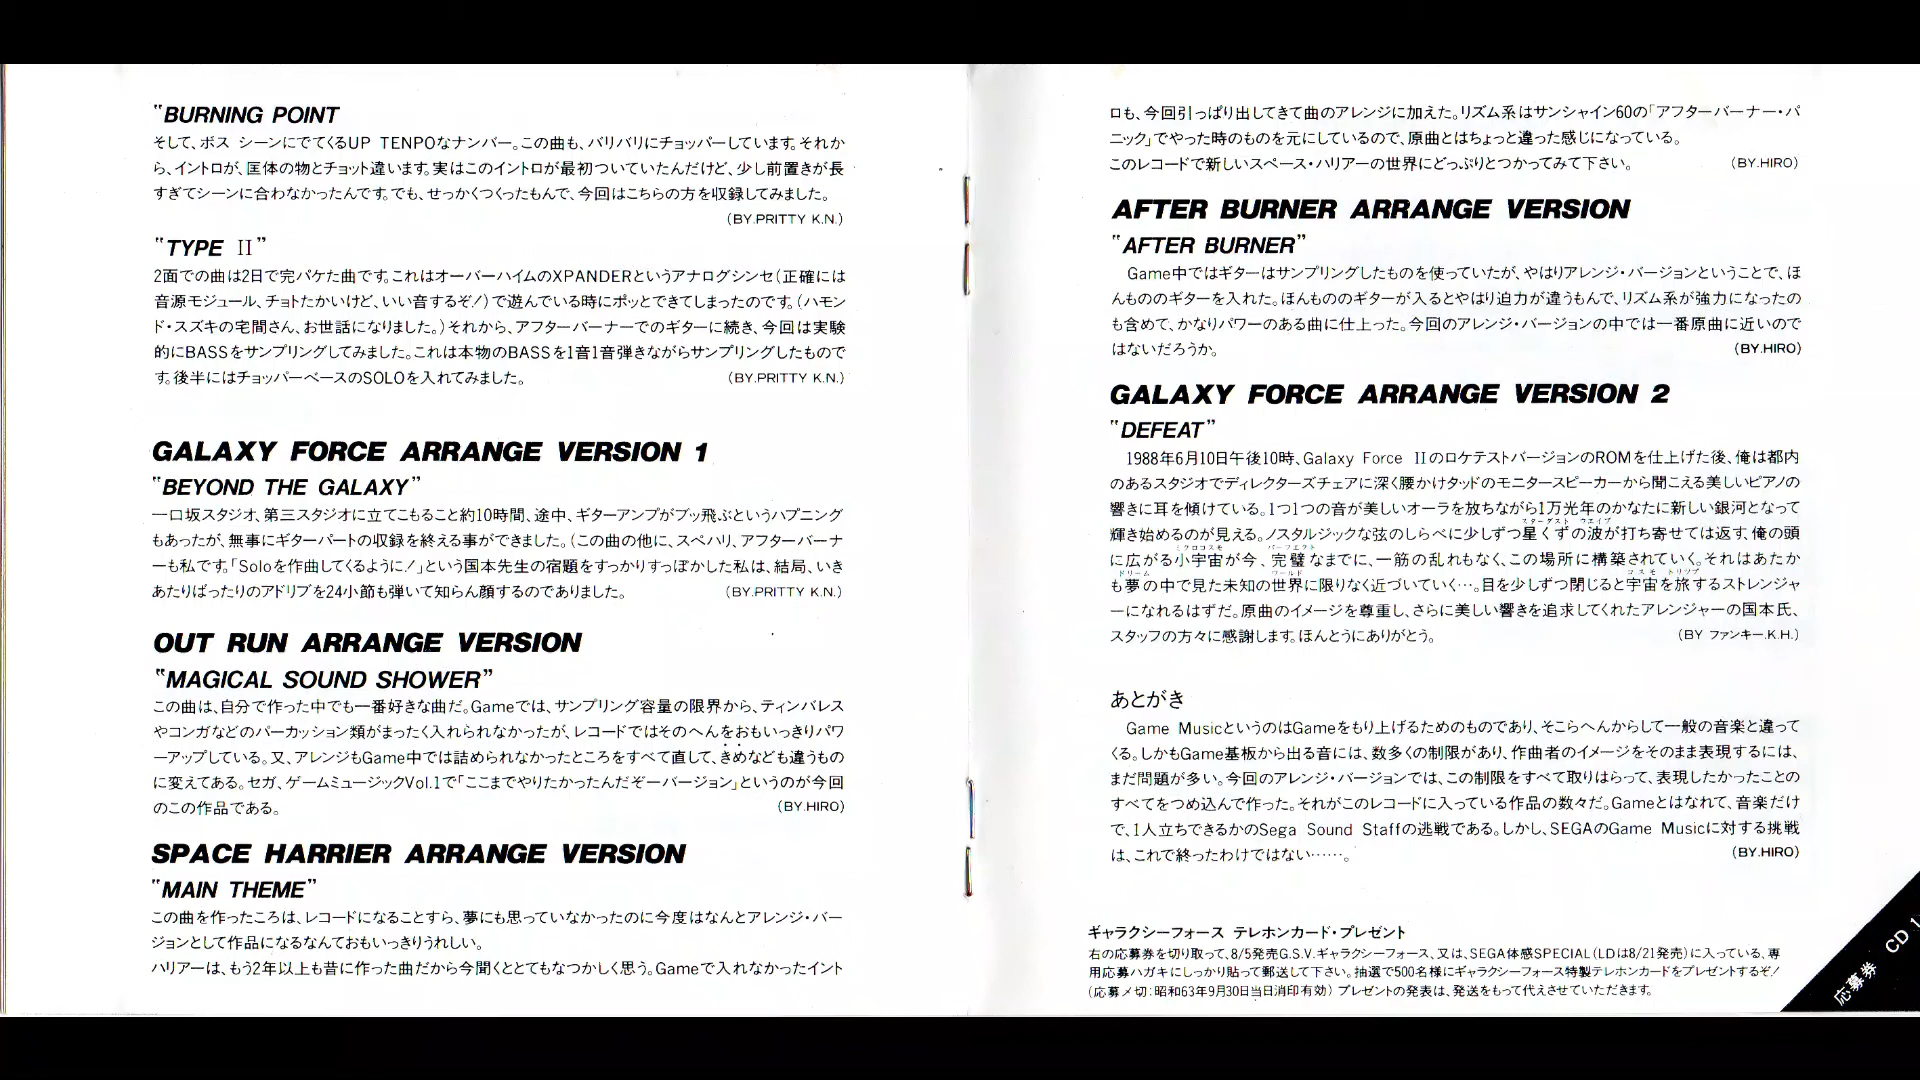 "BURNING POINT
そして、ボス シーンにでてくるUP TENPOなナンバー。この曲も、バリバリにチョッパーしています。それか
ら、イントロが、匡体の物とチョット違います。実はこのイントロが最初ついていたんだけど、少し前置きが長
すぎてシーンに合わなかったんです。でも、せっかくつくったもんで、今回はこちらの方を収録してみました。
(BY.PRITTY K.N.)
"TYPE II"
2面での曲は2日で完パケた曲です。これはオーバーハイムのXPANDERというアナログシンセ(正確には
音源モジュール、チョトたかいけど、いい音するぞ!)で遊んでいる時にポッとできてしまったのです。(ハモン
ド・スズキの宅間さん、お世話になりました。)それから、アフターバーナーでのギターに続き、今回は実験
的にBASSをサンプリングしてみました。これは本物のBASSを1音1音弾きながらサンプリングしたもので
す。後半にはチョッパーベースのSOLOを入れてみました。 (BY.PRITTY K.N.)
GALAXY FORCE ARRANGE VERSION 1
"BEYOND THE GALAXY"
一口坂スタジオ、第三スタジオに立てこもること約10時間、途中、ギターアンプがブッ飛ぶというハプニング
もあったが、無事にギターパートの収録を終える事ができました。(この曲の他に、スペハリ、アフターバーナ
ーも私です。「Soloを作曲してくるように!」という国本先生の宿題をすっかりすっぽかした私は、結局、いき
あたりばったりのアドリブを24小節も弾いて知らん顔するのでありました。 (BY.PRITTY K.N.)
OUT RUN ARRANGE VERSION
"MAGICAL SOUND SHOWER"
この曲は、自分で作った中でも一番好きな曲だ。Gameでは、サンプリング容量の限界から、ティンバレス
やコンガなどのパーカッション類がまったく入れられなかったが、レコードではそのへんをおもいっきりパワ
ーアップしている。又、アレンジもGame中では詰められなかったところをすべて直して、きめなども違うもの
に変えてある。セガ、ゲームミュージックVol.1で「ここまでやりたかったんだぞーバージョン」というのが今回
のこの作品である。 (BY.HIRO)
SPACE HARRIER ARRANGE VERSION
"MAIN THEME"
この曲を作ったころは、レコードになることすら、夢にも思っていなかったのに今度はなんとアレンジ・バー
ジョンとして作品になるなんておもいっきりうれしい。
ハリアーは、もう2年以上も昔に作った曲だから今聞くととてもなつかしく思う。Gameで入れなかったイント
ロも、今回引っぱり出してきて曲のアレンジに加えた。リズム系はサンシャイン60の「アフターバーナー・パ
ニック」でやった時のものを元にしているので、原曲とはちょっと違った感じになっている。
このレコードで新しいスペース・ハリアーの世界にどっぷりとつかってみて下さい。 (BY.HIRO)
AFTER BURNER ARRANGE VERSION
"AFTER BURNER"
Game中ではギターはサンプリングしたものを使っていたが、やはりアレンジ・バージョンということで、ほ
んもののギターを入れた。ほんもののギターが入るとやはり迫力が違うもんで、リズム系が強力になったの
も含めて、かなりパワーのある曲に仕上った。今回のアレンジ・バージョンの中では一番原曲に近いので
はないだろうか。 (BY.HIRO)
GALAXY FORCE ARRANGE VERSION 2
"DEFEAT"
1988年6月10日午後10時、Galaxy Force IIのロケテストバージョンのROMを仕上げた後、俺は都内
のあるスタジオでディレクターズチェアに深く腰かけタッドのモニタースピーカーから聞こえる美しいピアノの
響きに耳を傾けている。1つ1つの音が美しいオーラを放ちながら1万光年のかなたに新しい銀河となって
スターダスト ウエイブ
輝き始めるのが見える。ノスタルジックな弦のしらべに少しずつ星くずの波が打ち寄せては返す、俺の頭
ミクロコスモ パーフェクト
に広がる小宇宙が今、完璧なまでに、一筋の乱れもなく、この場所に構築されていく。それはあたか
ドリーム ワールド コスモ トリップ
も夢の中で見た未知の世界に限りなく近づいていく…。目を少しずつ閉じると宇宙を旅するストレンジャ
ーになれるはずだ。原曲のイメージを尊重し、さらに美しい響きを追求してくれたアレンジャーの国本氏、
スタッフの方々に感謝します。ほんとうにありがとう。 (BY ファンキー.K.H.)
あとがき
Game MusicというのはGameをもり上げるためのものであり、そこらへんからして一般の音楽と違って
くる。しかもGame基板から出る音には、数多くの制限があり、作曲者のイメージをそのまま表現するには、
まだ問題が多い。今回のアレンジ・バージョンでは、この制限をすべて取りはらって、表現したかったことの
すべてをつめ込んで作った。それがこのレコードに入っている作品の数々だ。Gameとはなれて、音楽だけ
で、1人立ちできるかのSega Sound Staffの逃戦である。しかし、SEGAのGame Musicに対する挑戦
は、これで終ったわけではない……。 (BY.HIRO)
ギャラクシーフォース テレホンカード・プレゼント
右の応募券を切り取って、8/5発売G.S.V.ギャラクシーフォース、又は、SEGA体感SPECIAL(LDは8/21発売)に入っている、専
用応募ハガキにしっかり貼って郵送して下さい。抽選で500名様にギャラクシーフォース特製テレホンカードをプレゼントするぞ!
(応募〆切:昭和63年9月30日当日消印有効) プレゼントの発表は、発送をもって代えさせていただきます。
応募券 CD 1